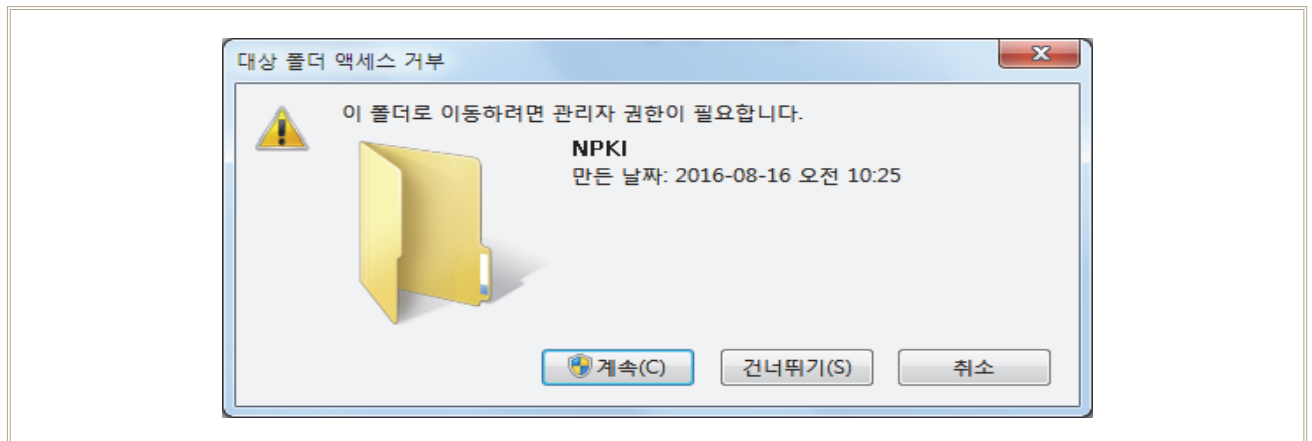 대상 폴더 액세스 거부
이 폴더로 이동하려면 관리자 권한이 필요합니다.
NPKI
만든 날짜: 2016-08-16 오전 10:25
계속(C) 건너뛰기(S) 취소